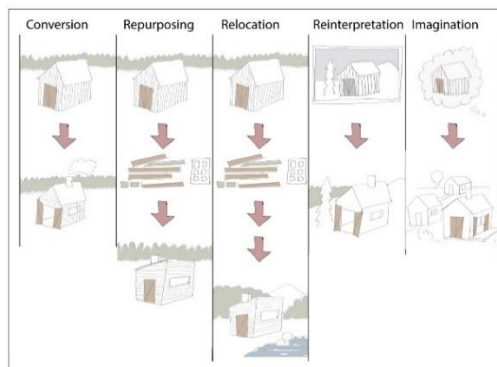 Conversion
Repurposing
Relocation
Reinterpretation
Imagination